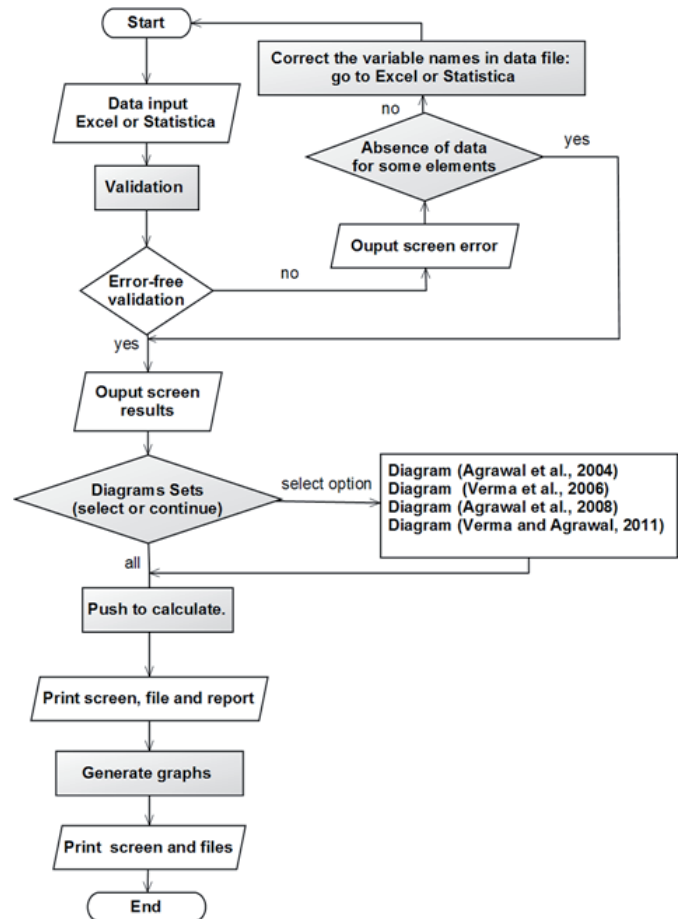 Start
Correct the variable names in data file:
go to Excel or Statistica
Data input
Excel or Statistica
no
Absence of data
for some elements
yes
Validation
Ouput screen error
Error-free
validation
no
yes
Ouput screen
results
Diagrams Sets
(select or continue)
select option
Diagram (Agrawal et al., 2004)
Diagram (Verma et al., 2006)
Diagram (Agrawal et al., 2008)
Diagram (Verma and Agrawal, 2011)
all
Push to calculate.
Print screen, file and report
Generate graphs
Print screen and files
End